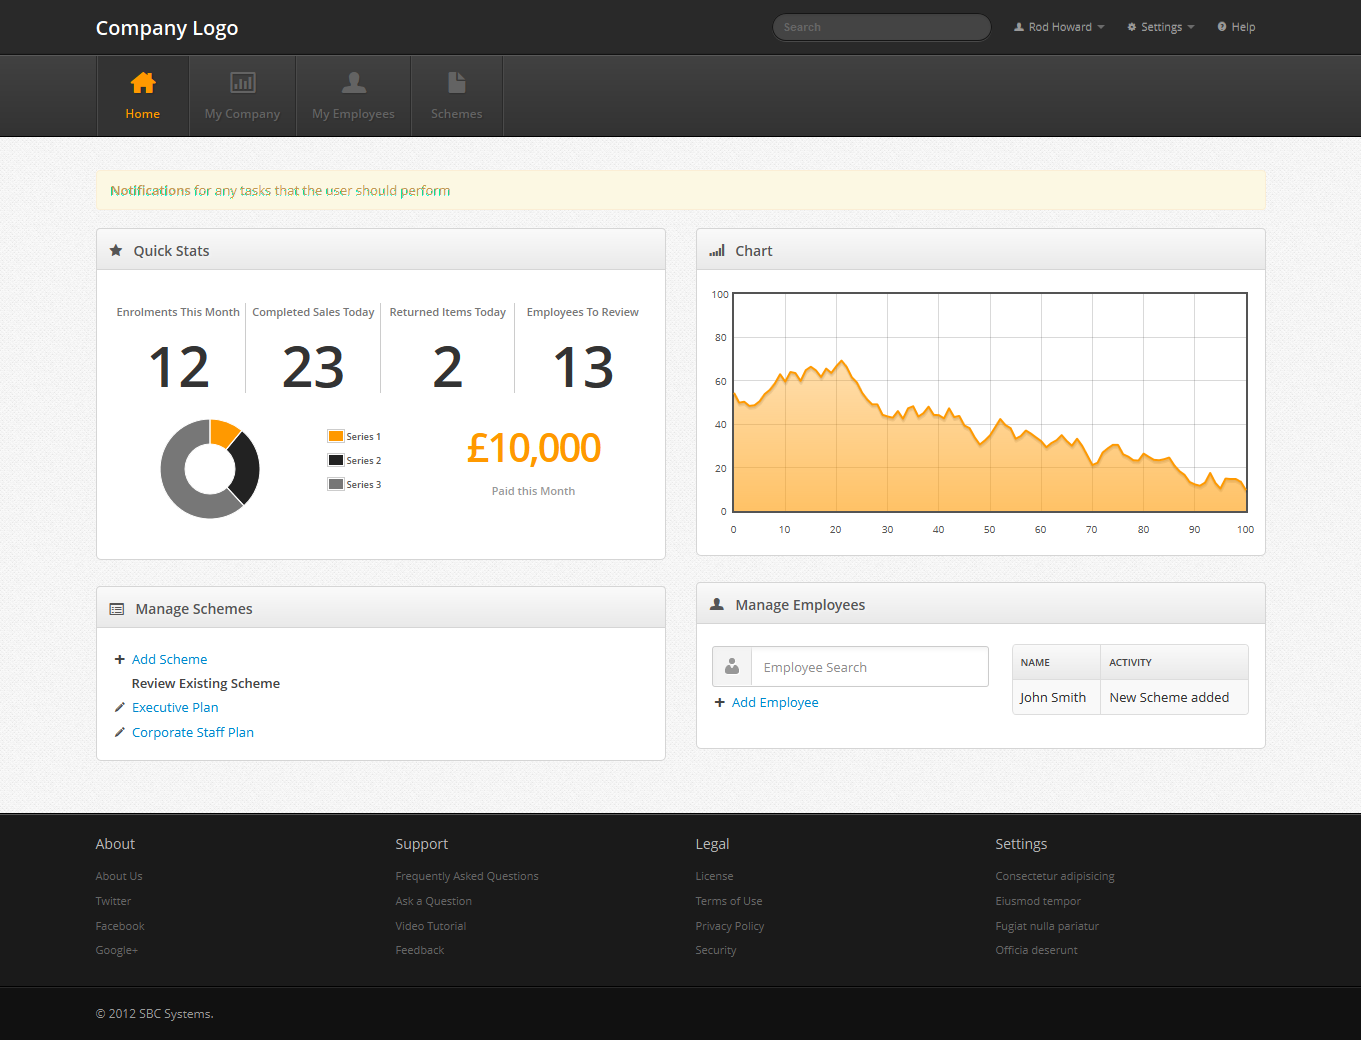 Company Logo
Search
Rod Howard
Settings
Help
Home
My Company
My Employees
Schemes
Notifications for any tasks that the user should perform
Quick Stats
Enrolments This Month
Completed Sales Today
Returned Items Today
Employees To Review
12
23
2
13
Series 1
Series 2
Series 3
£10,000
Paid this Month
Chart
100
80
60
40
20
0
0 10 20 30 40 50 60 70 80 90 100
Manage Schemes
Add Scheme
Review Existing Scheme
Executive Plan
Corporate Staff Plan
Manage Employees
Employee Search
Add Employee
NAME ACTIVITY
John Smith New Scheme added
About
About Us
Twitter
Facebook
Google+
Support
Frequently Asked Questions
Ask a Question
Video Tutorial
Feedback
Legal
License
Terms of Use
Privacy Policy
Security
Settings
Consectetur adipisicing
Eiusmod tempor
Fugiat nulla pariatur
Officia deserunt
© 2012 SBC Systems.